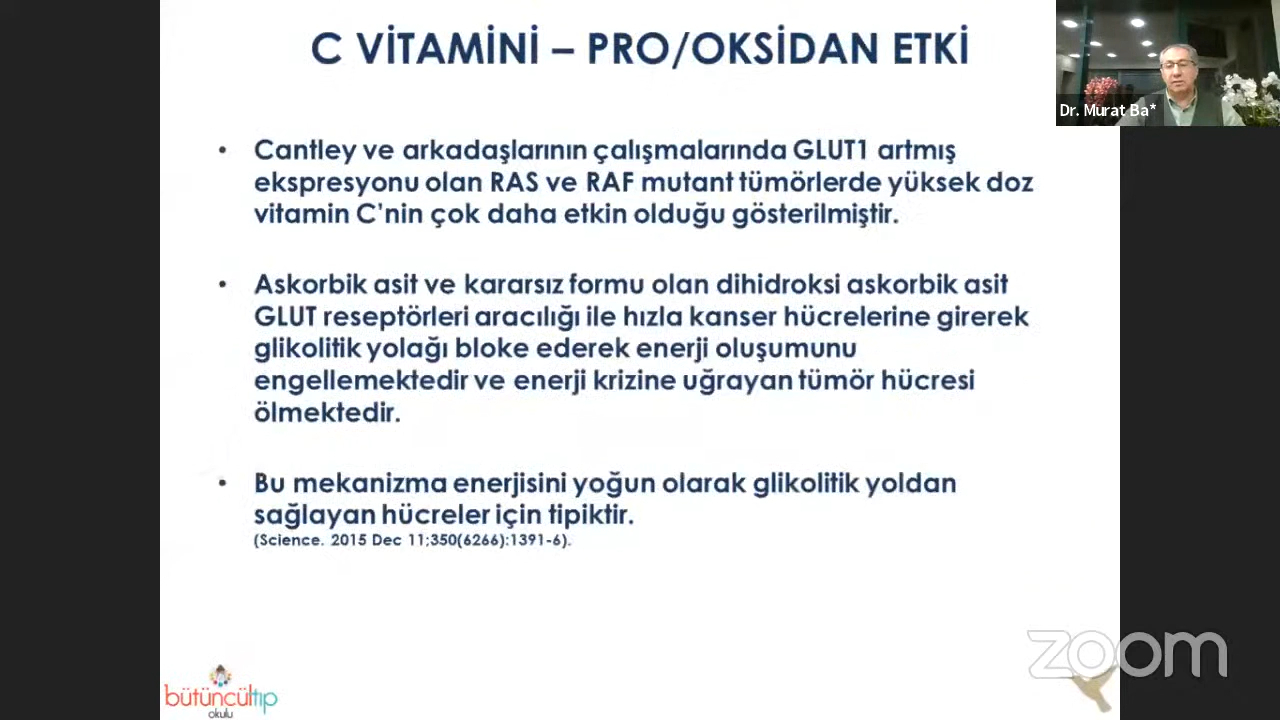 C VİTAMİNİ – PRO/OKSİDAN ETKİ
Dr. Murat Ba*
• Cantley ve arkadaşlarının çalışmalarında GLUT1 artmış
ekspresyonu olan RAS ve RAF mutant tümörlerde yüksek doz
vitamin C'nin çok daha etkin olduğu gösterilmiştir.
• Askorbik asit ve kararsız formu olan dihidroksi askorbik asit
GLUT reseptörleri aracılığı ile hızla kanser hücrelerine girerek
glikolitik yolağı bloke ederek enerji oluşumunu
engellemektedir ve enerji krizine uğrayan tümör hücresi
ölmektedir.
• Bu mekanizma enerjisini yoğun olarak glikolitik yoldan
sağlayan hücreler için tipiktir.
(Science. 2015 Dec 11;350(6266):1391-6).
zoom
bütüncültıp
okulu